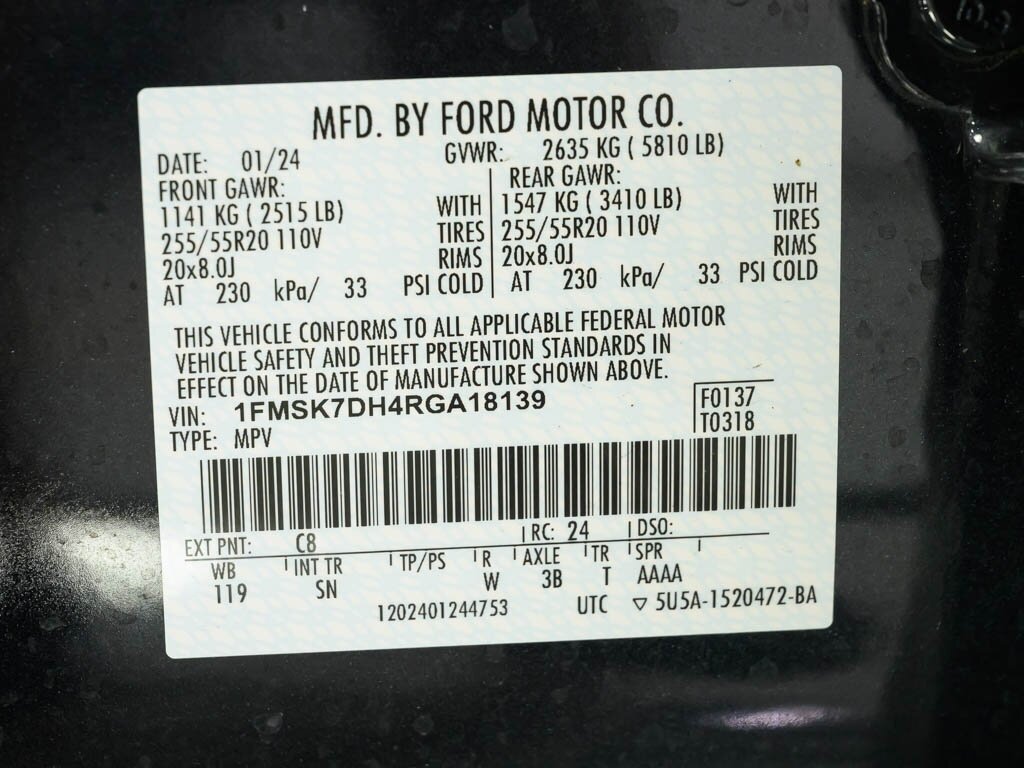 MFD. BY FORD MOTOR CO.
DATE: 01/24 GVWR: 2635 KG ( 5810 LB)
FRONT GAWR: REAR GAWR:
1141 KG ( 2515 LB) WITH 1547 KG ( 3410 LB) WITH
255/55R20 110V TIRES 255/55R20 110V TIRES
20x8.0J RIMS 20x8.0J RIMS
AT 230 kPa/ 33 PSI COLD AT 230 kPa/ 33 PSI COLD
THIS VEHICLE CONFORMS TO ALL APPLICABLE FEDERAL MOTOR
VEHICLE SAFETY AND THEFT PREVENTION STANDARDS IN
EFFECT ON THE DATE OF MANUFACTURE SHOWN ABOVE.
VIN: 1FMSK7DH4RGA18139 F0137
TYPE: MPV T0318
EXT PNT: C8 RC: 24 DSO:
WB INT TR TP/PS R AXLE TR SPR
119 SN W 3B T AAAA
1202401244753 UTC ▽ 5U5A-1520472-BA